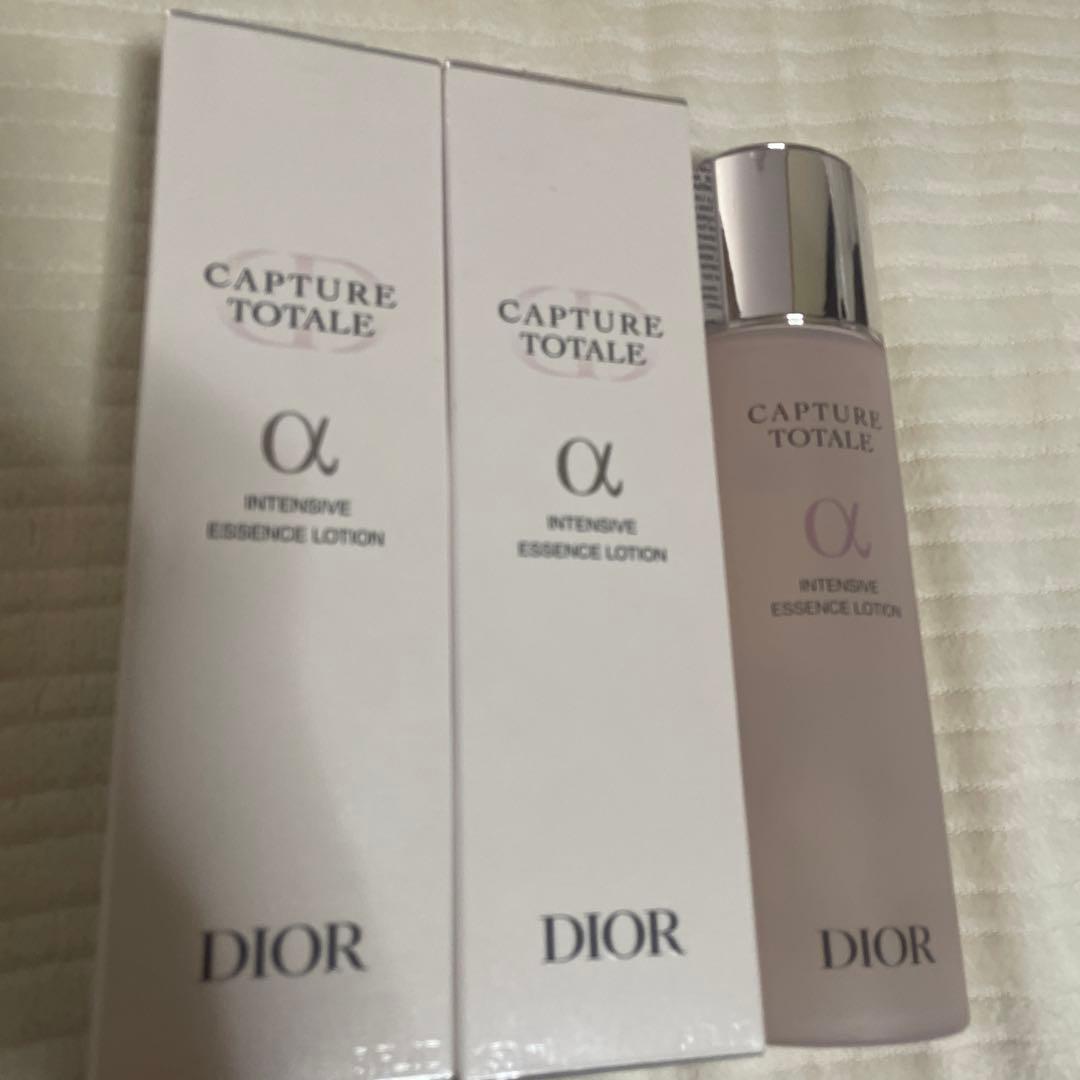 CAPTURE
TOTALE
α
INTENSIVE
ESSENCE LOTION
DIOR
CAPTURE
TOTALE
α
INTENSIVE
ESSENCE LOTION
DIOR
CAPTURE
TOTALE
α
INTENSIVE
ESSENCE LOTION
DIOR